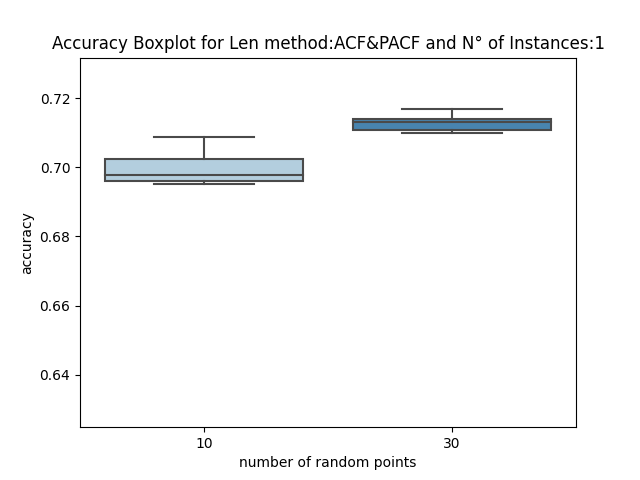 Accuracy Boxplot for Len method:ACF&PACF and N° of Instances:1
0.72
0.70
0.68
0.66
0.64
accuracy
10
30
number of random points